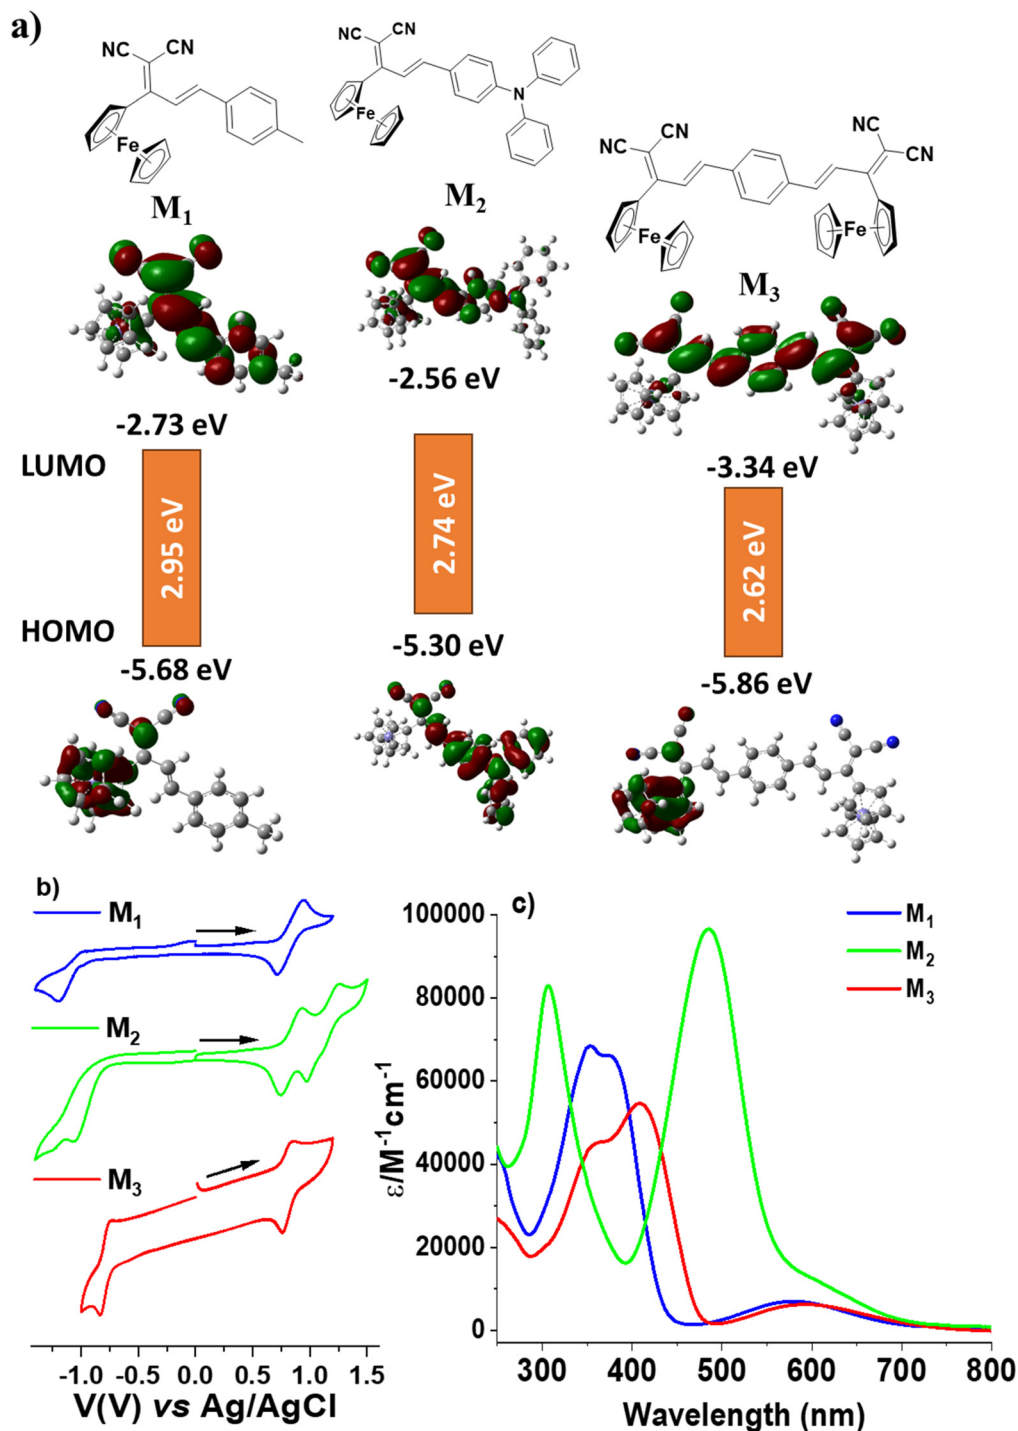 a)
NC CN
Fe
M₁
NC CN
N
Fe
M₂
NC CN
CN
NC
Fe
Fe
M₃
-2.73 eV
-2.56 eV
-3.34 eV
LUMO
2.95 eV
2.74 eV
2.62 eV
HOMO
-5.68 eV
-5.30 eV
-5.86 eV
b)
M₁
M₂
M₃
-1.0 -0.5 0.0 0.5 1.0 1.5
V(V) vs Ag/AgCl
c)
M₁
M₂
M₃
100000
80000
60000
40000
20000
0
ε/M⁻¹cm⁻¹
300 400 500 600 700 800
Wavelength (nm)